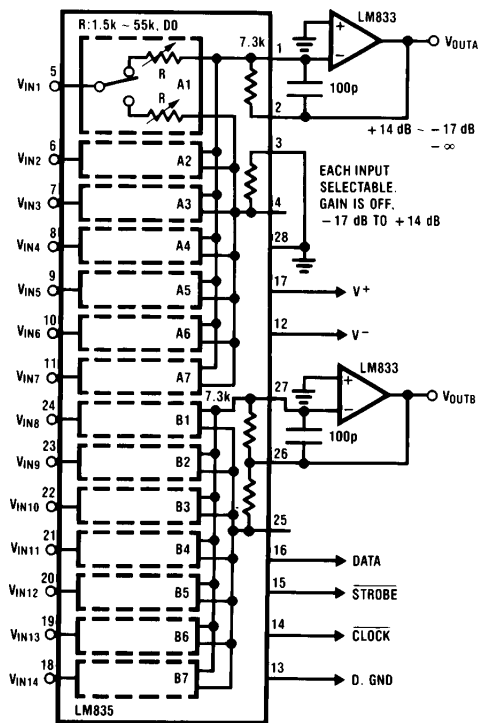 R:1.5k ~ 55k, D0
R
A1
R
VIN1
5
VIN2
6
A2
VIN3
7
A3
VIN4
8
A4
VIN5
9
A5
VIN6
10
A6
VIN7
11
A7
VIN8
24
B1
VIN9
23
B2
VIN10
22
B3
VIN11
21
B4
VIN12
20
B5
VIN13
19
B6
VIN14
18
B7
LM835
7.3k
1
LM833
+
−
VOUTA
100p
2
+14 dB ~ −17 dB
−∞
3
EACH INPUT
SELECTABLE.
GAIN IS OFF,
−17 dB TO +14 dB
4
28
17
V+
12
V−
LM833
7.3k
27
+
−
VOUTB
100p
26
25
16
DATA
15
STROBE
14
CLOCK
13
D. GND